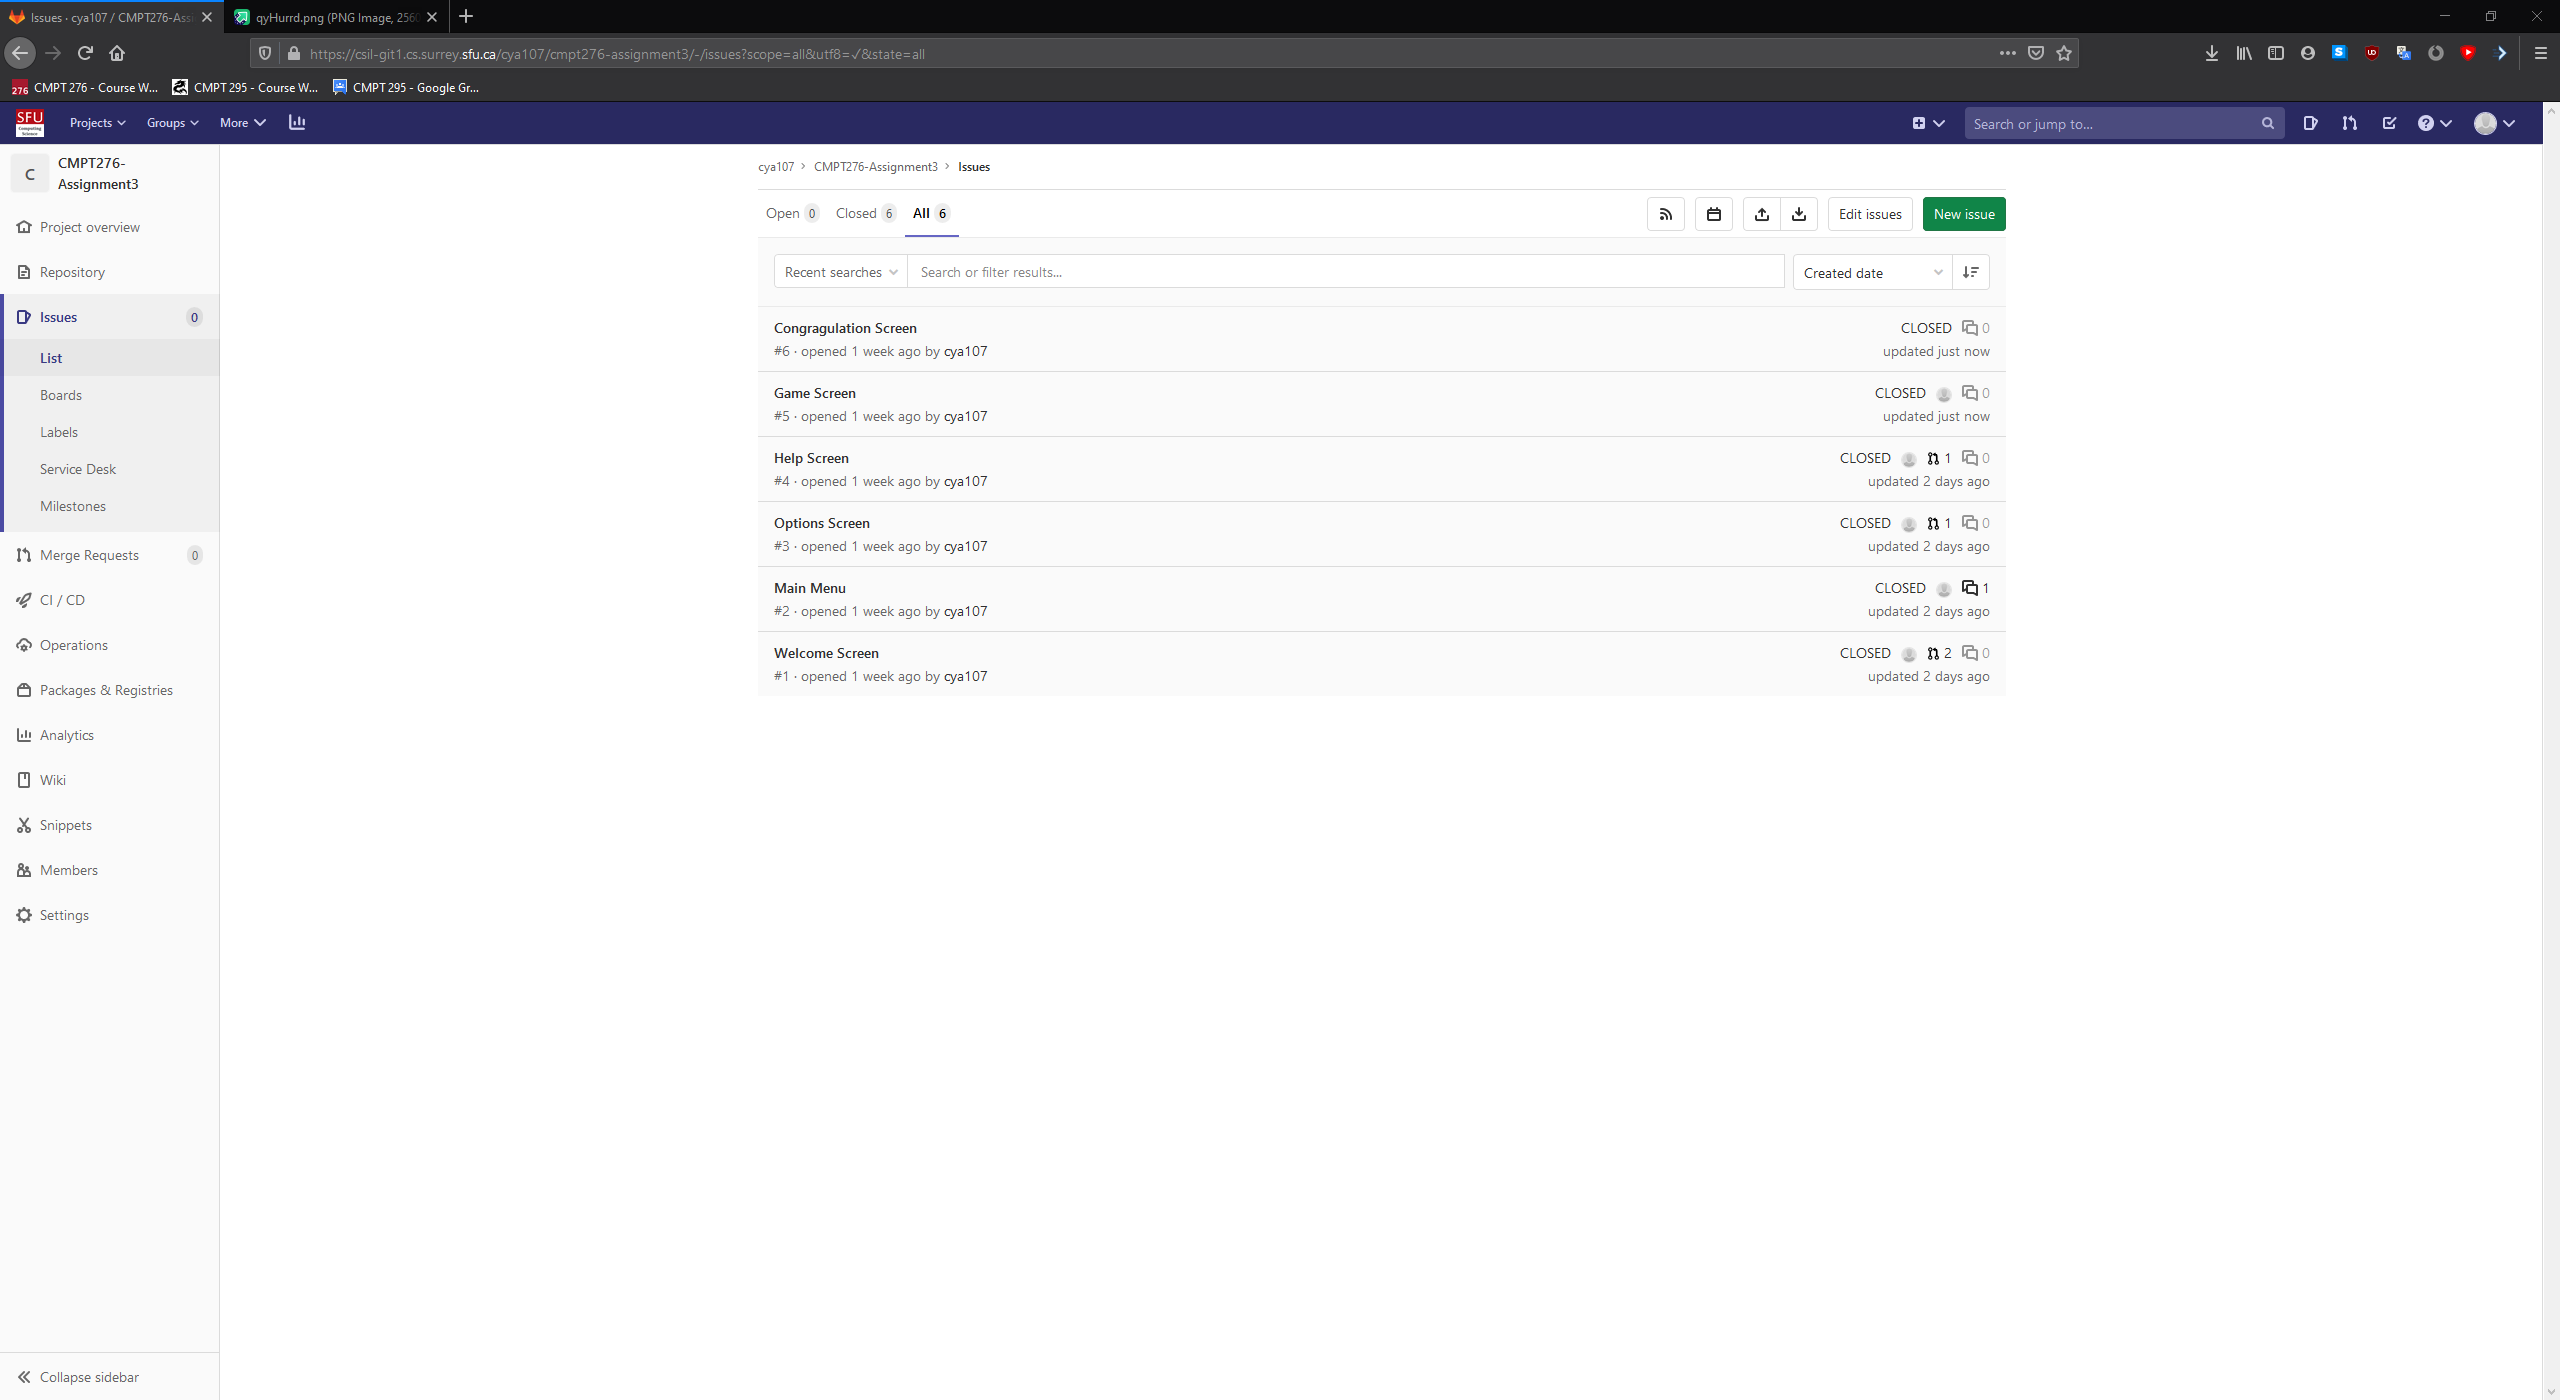 Issues · cya107 / CMPT276-Assi
qyHurrd.png (PNG Image, 2560
https://csil-git1.cs.surrey.sfu.ca/cya107/cmpt276-assignment3/-/issues?scope=all&utf8=✓&state=all
276 CMPT 276 - Course W... CMPT 295 - Course W... CMPT 295 - Google Gr...
SFU
Computing
Science
Projects Groups More
Search or jump to...
C
CMPT276-
Assignment3
Project overview
Repository
Issues 0
List
Boards
Labels
Service Desk
Milestones
Merge Requests 0
CI / CD
Operations
Packages & Registries
Analytics
Wiki
Snippets
Members
Settings
Collapse sidebar
cya107 › CMPT276-Assignment3 › Issues
Open 0 Closed 6 All 6
Edit issues New issue
Recent searches Search or filter results... Created date
Congragulation Screen CLOSED 0
#6 · opened 1 week ago by cya107 updated just now
Game Screen CLOSED 0
#5 · opened 1 week ago by cya107 updated just now
Help Screen CLOSED 1 0
#4 · opened 1 week ago by cya107 updated 2 days ago
Options Screen CLOSED 1 0
#3 · opened 1 week ago by cya107 updated 2 days ago
Main Menu CLOSED 1
#2 · opened 1 week ago by cya107 updated 2 days ago
Welcome Screen CLOSED 2 0
#1 · opened 1 week ago by cya107 updated 2 days ago